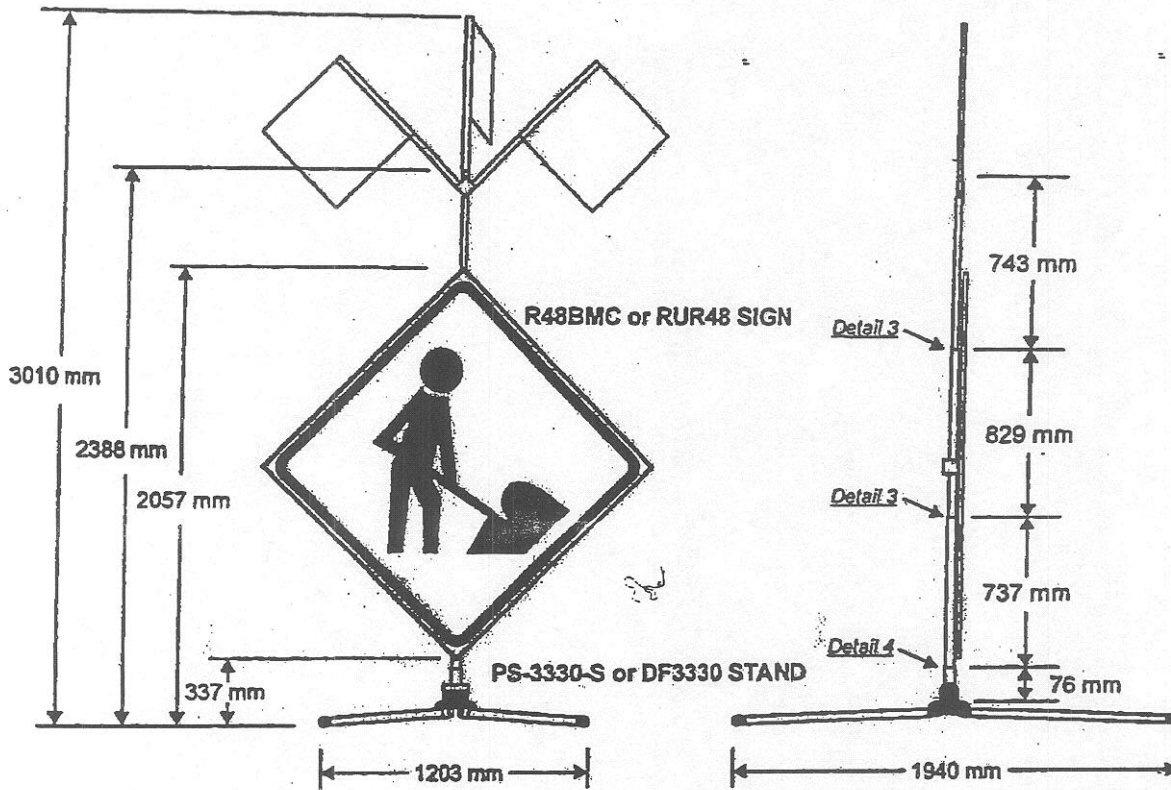 R48BMC or RUR48 SIGN
3010 mm
2388 mm
2057 mm
337 mm
PS-3330-S or DF3330 STAND
1203 mm
743 mm
Detail 3
829 mm
Detail 3
737 mm
Detail 4
76 mm
1940 mm